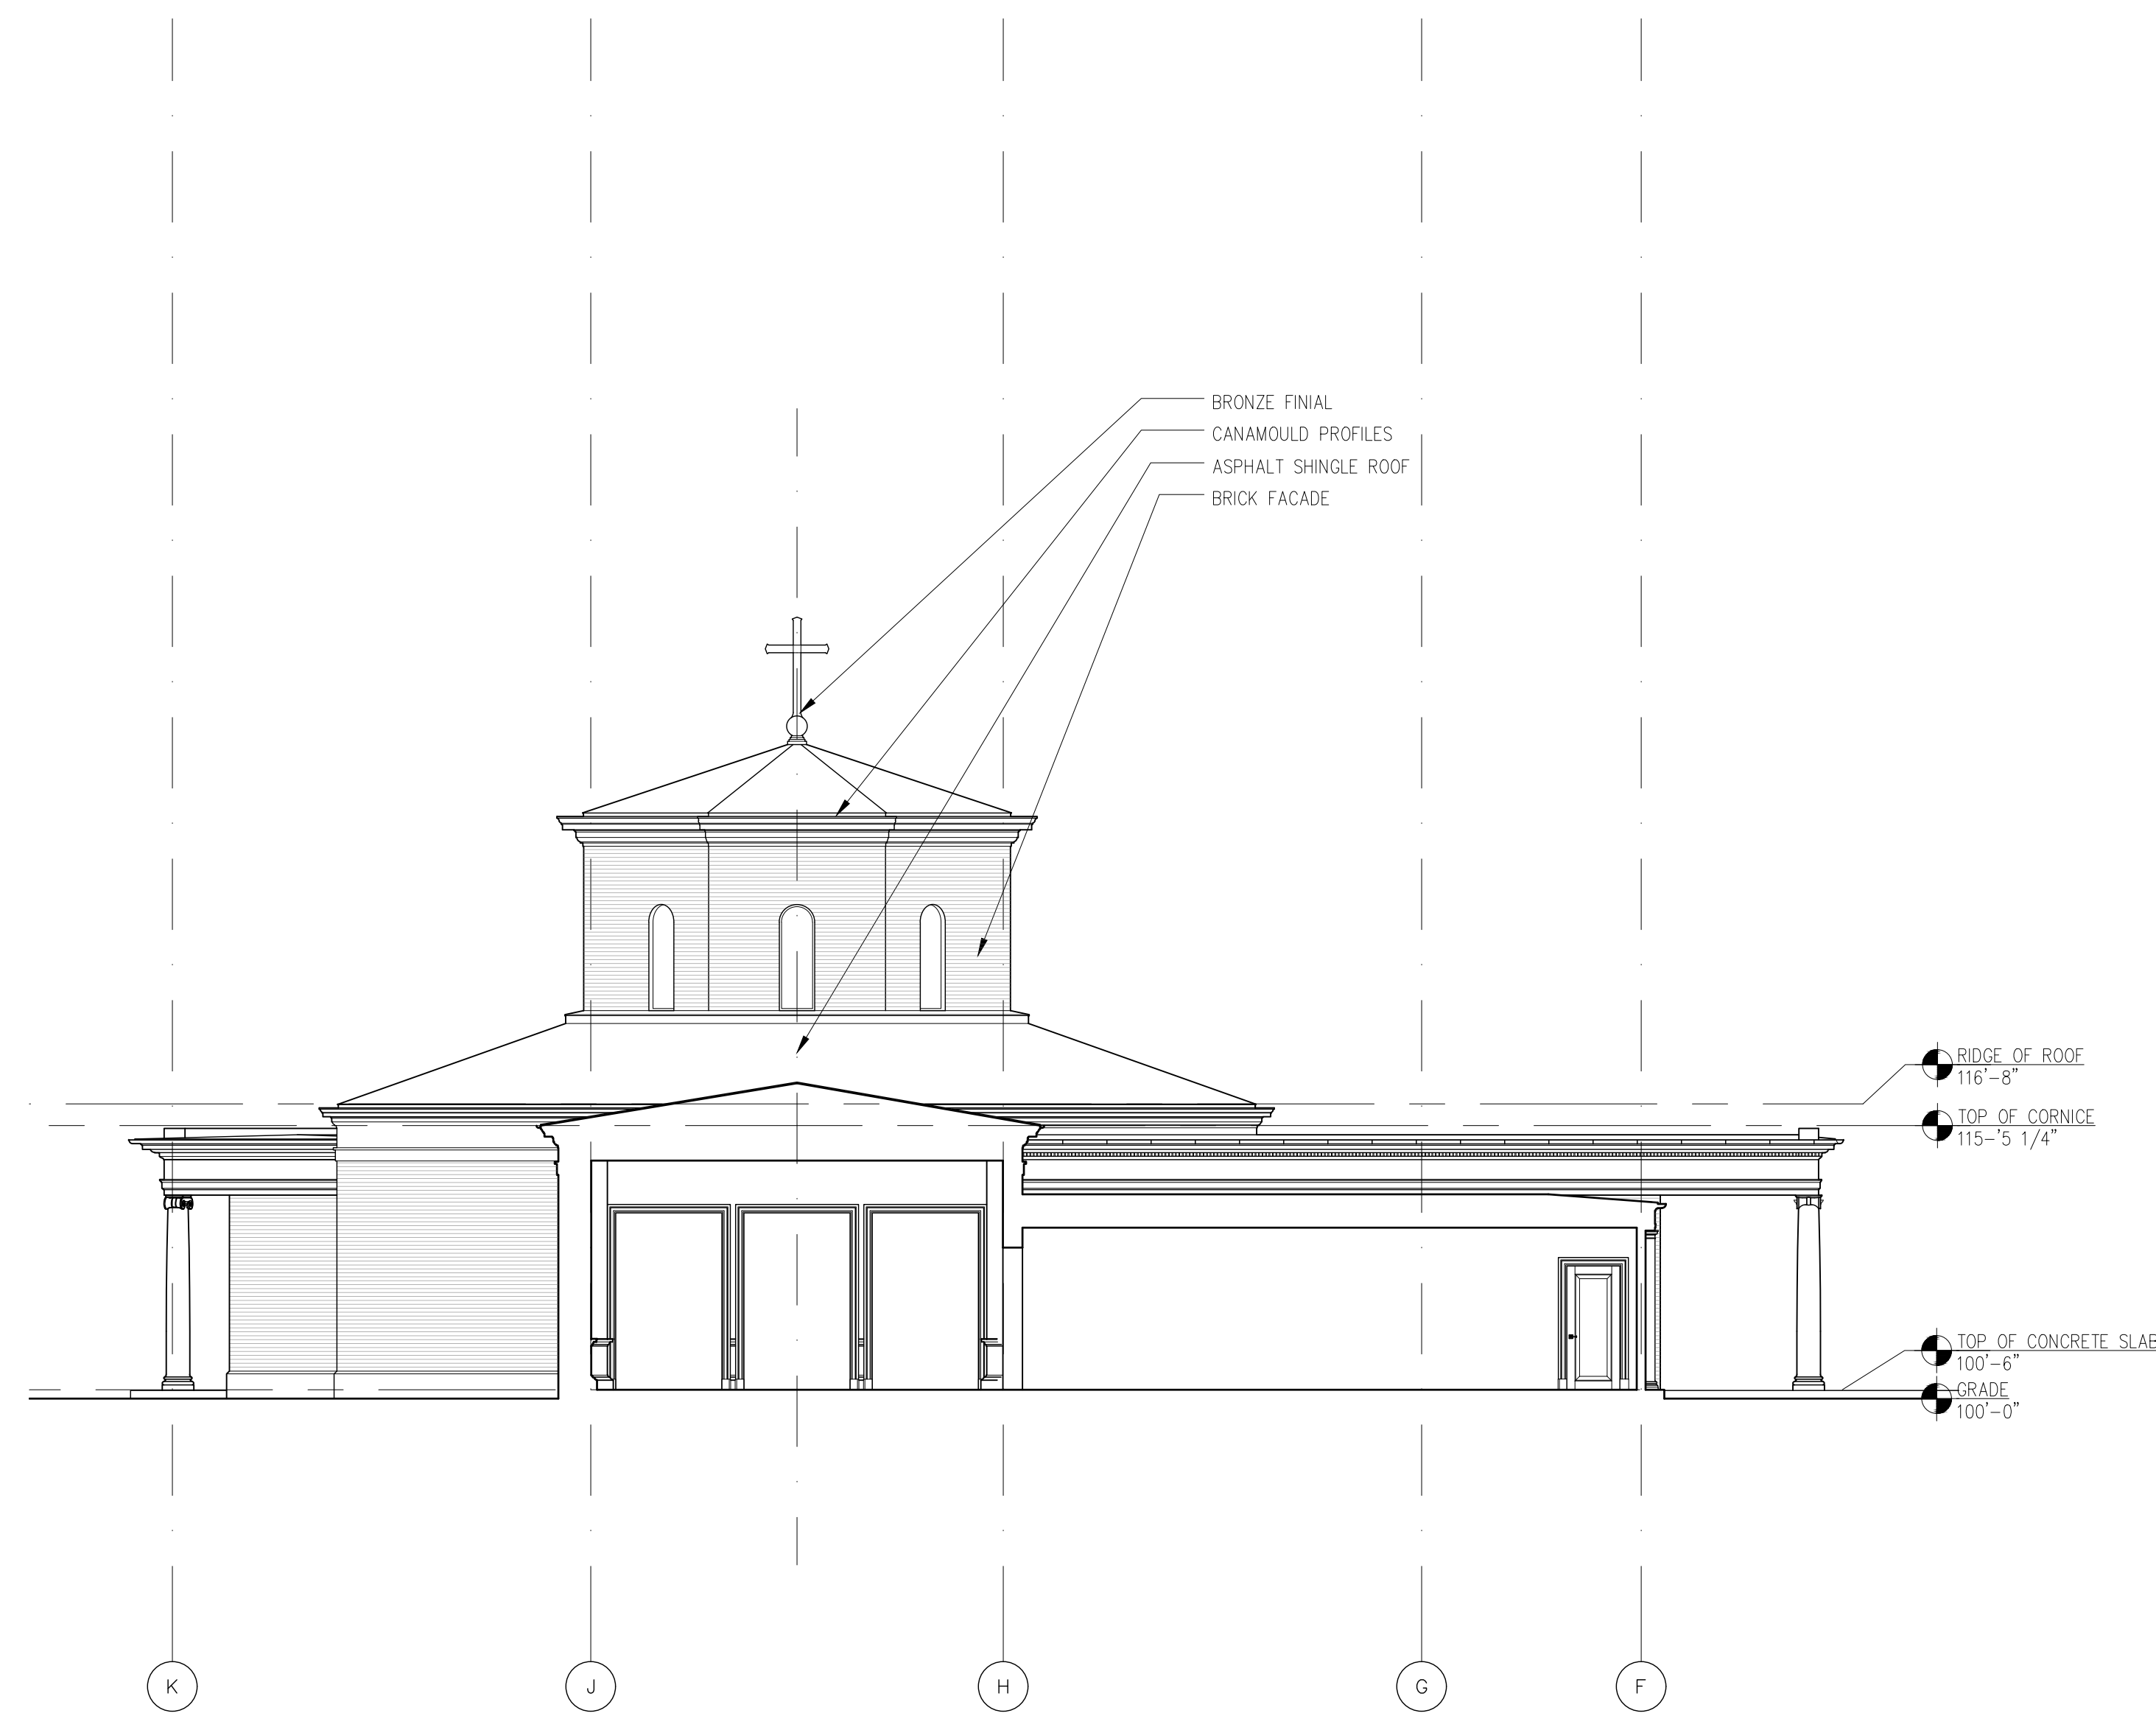 BRONZE FINIAL
CANAMOULD PROFILES
ASPHALT SHINGLE ROOF
BRICK FACADE
RIDGE OF ROOF
116'-8"
TOP OF CORNICE
115-'5 1/4"
TOP OF CONCRETE SLAB
100'-6"
GRADE
100'-0"
K
J
H
G
F